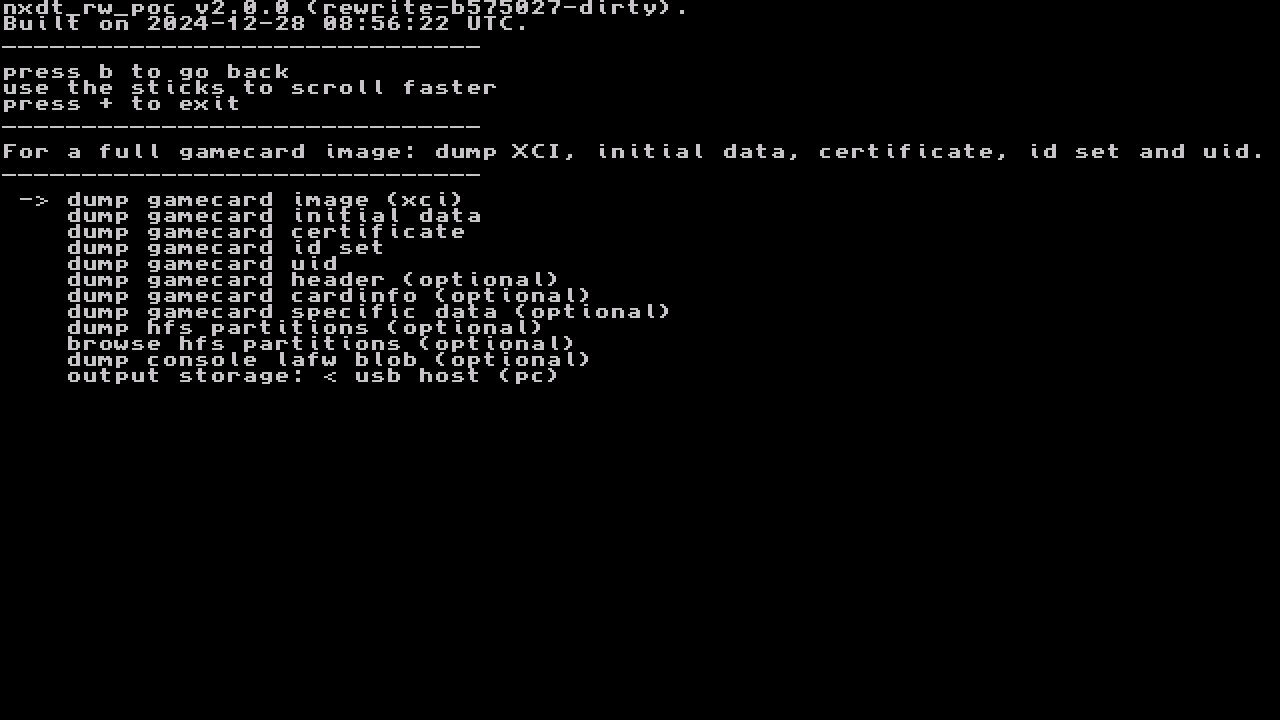 nxdt_rw_poc v2.0.0 (rewrite-b575027-dirty).
Built on 2024-12-28 08:56:22 UTC.
______________________________
press b to go back
use the sticks to scroll faster
press + to exit
______________________________
For a full gamecard image: dump XCI, initial data, certificate, id set and uid.
______________________________
-> dump gamecard image (xci)
dump gamecard initial data
dump gamecard certificate
dump gamecard id set
dump gamecard uid
dump gamecard header (optional)
dump gamecard cardinfo (optional)
dump gamecard specific data (optional)
dump hfs partitions (optional)
browse hfs partitions (optional)
dump console lafw blob (optional)
output storage: < usb host (pc)